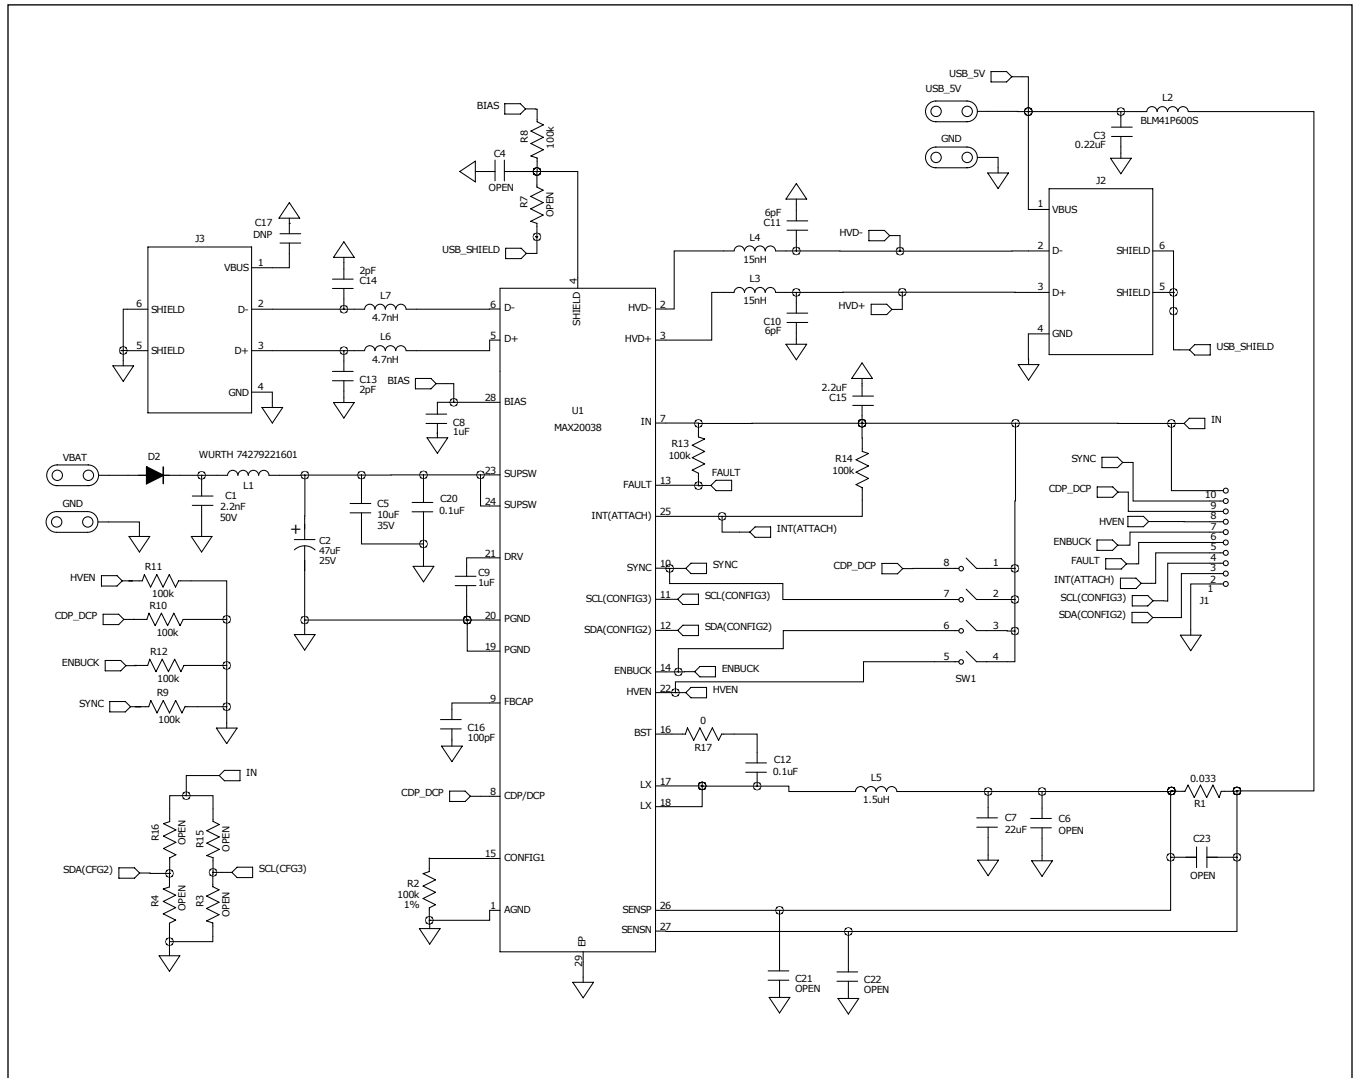 USB_5V
USB_5V
L2
BLM41P600S
C3
0.22uF
GND
BIAS
R8
100k
C4
OPEN
R7
OPEN
USB_SHIELD
J2
1
VBUS
2
D-
3
D+
4
GND
SHIELD
6
SHIELD
5
USB_SHIELD
6pF
C11
HVD-
L4
15nH
L3
15nH
HVD+
C10
6pF
C17
DNP
J3
VBUS
1
6
SHIELD
D-
2
5
SHIELD
D+
3
GND
4
2pF
C14
L7
4.7nH
L6
4.7nH
C13
2pF
BIAS
C8
1uF
4
SHIELD
6
D-
5
D+
28
BIAS
U1
MAX20038
HVD-
2
HVD+
3
2.2uF
C15
IN
7
IN
R13
100k
R14
100k
FAULT
13
FAULT
INT(ATTACH)
25
INT(ATTACH)
VBAT
D2
WURTH 74279221601
L1
C1
2.2nF
50V
GND
C5
10uF
35V
C20
0.1uF
23
SUPSW
24
SUPSW
C2
47uF
25V
21
DRV
C9
1uF
20
PGND
19
PGND
HVEN
R11
100k
CDP_DCP
R10
100k
ENBUCK
R12
100k
SYNC
R9
100k
SYNC
10
SYNC
SCL(CONFIG3)
11
SCL(CONFIG3)
SDA(CONFIG2)
12
SDA(CONFIG2)
ENBUCK
14
ENBUCK
HVEN
22
HVEN
CDP_DCP
8
1
7
2
6
3
5
4
SW1
SYNC
CDP_DCP
HVEN
ENBUCK
FAULT
INT(ATTACH)
SCL(CONFIG3)
SDA(CONFIG2)
10
9
8
7
6
5
4
3
2
1
J1
9
FBCAP
C16
100pF
BST
16
0
R17
C12
0.1uF
LX
17
LX
18
L5
1.5uH
C7
22uF
C6
OPEN
0.033
R1
C23
OPEN
IN
R16
OPEN
R15
OPEN
SDA(CFG2)
SCL(CFG3)
R4
OPEN
R3
OPEN
CDP_DCP
8
CDP/DCP
15
CONFIG1
R2
100k
1%
1
AGND
EP
29
SENSP
26
SENSN
27
C21
OPEN
C22
OPEN